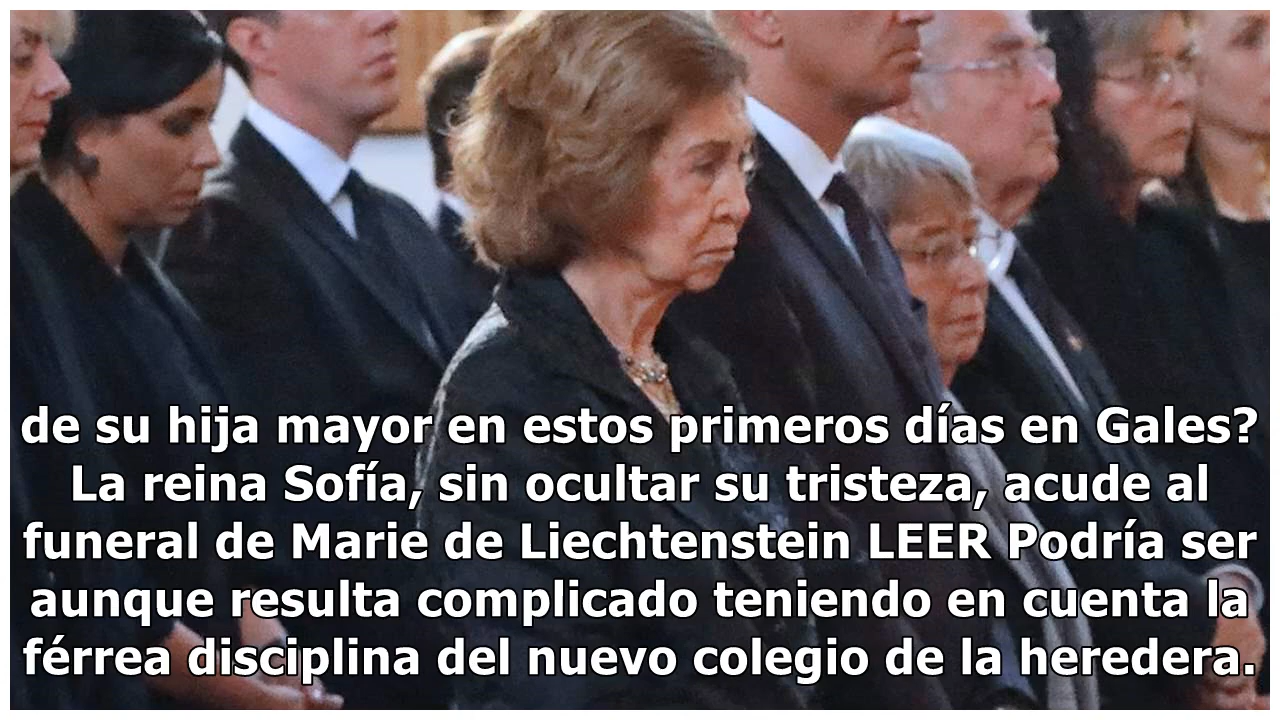 de su hija mayor en estos primeros días en Gales?
La reina Sofía, sin ocultar su tristeza, acude al
funeral de Marie de Liechtenstein LEER Podría ser
aunque resulta complicado teniendo en cuenta la
férrea disciplina del nuevo colegio de la heredera.